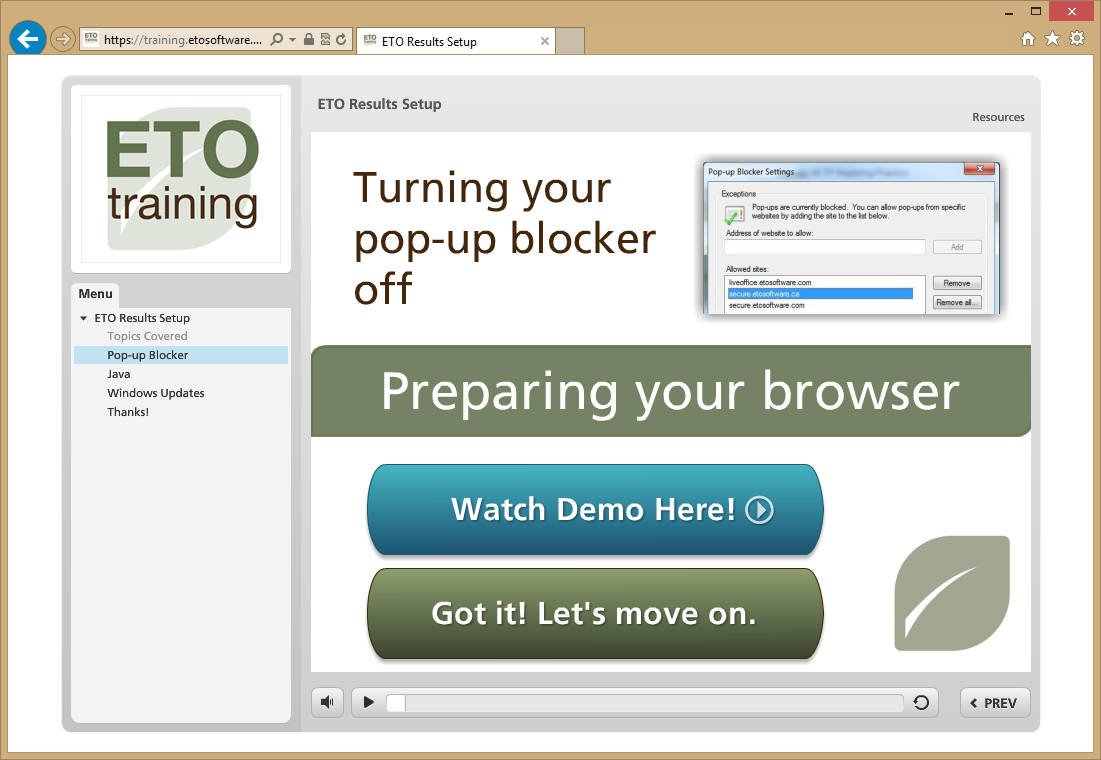 https://training.etosoftware....
ETO Results Setup
ETO
training
ETO Results Setup
Resources
Menu
ETO Results Setup
Topics Covered
Pop-up Blocker
Java
Windows Updates
Thanks!
Turning your
pop-up blocker
off
Pop-up Blocker Settings
Exceptions
Pop-ups are currently blocked. You can allow pop-ups from specific
websites by adding the site to the list below.
Address of website to allow:
Add
Allowed sites:
liveoffice.etosoftware.com
secure.etosoftware.ca
secure.etosoftware.com
Remove
Remove all...
Preparing your browser
Watch Demo Here!
Got it! Let's move on.
PREV